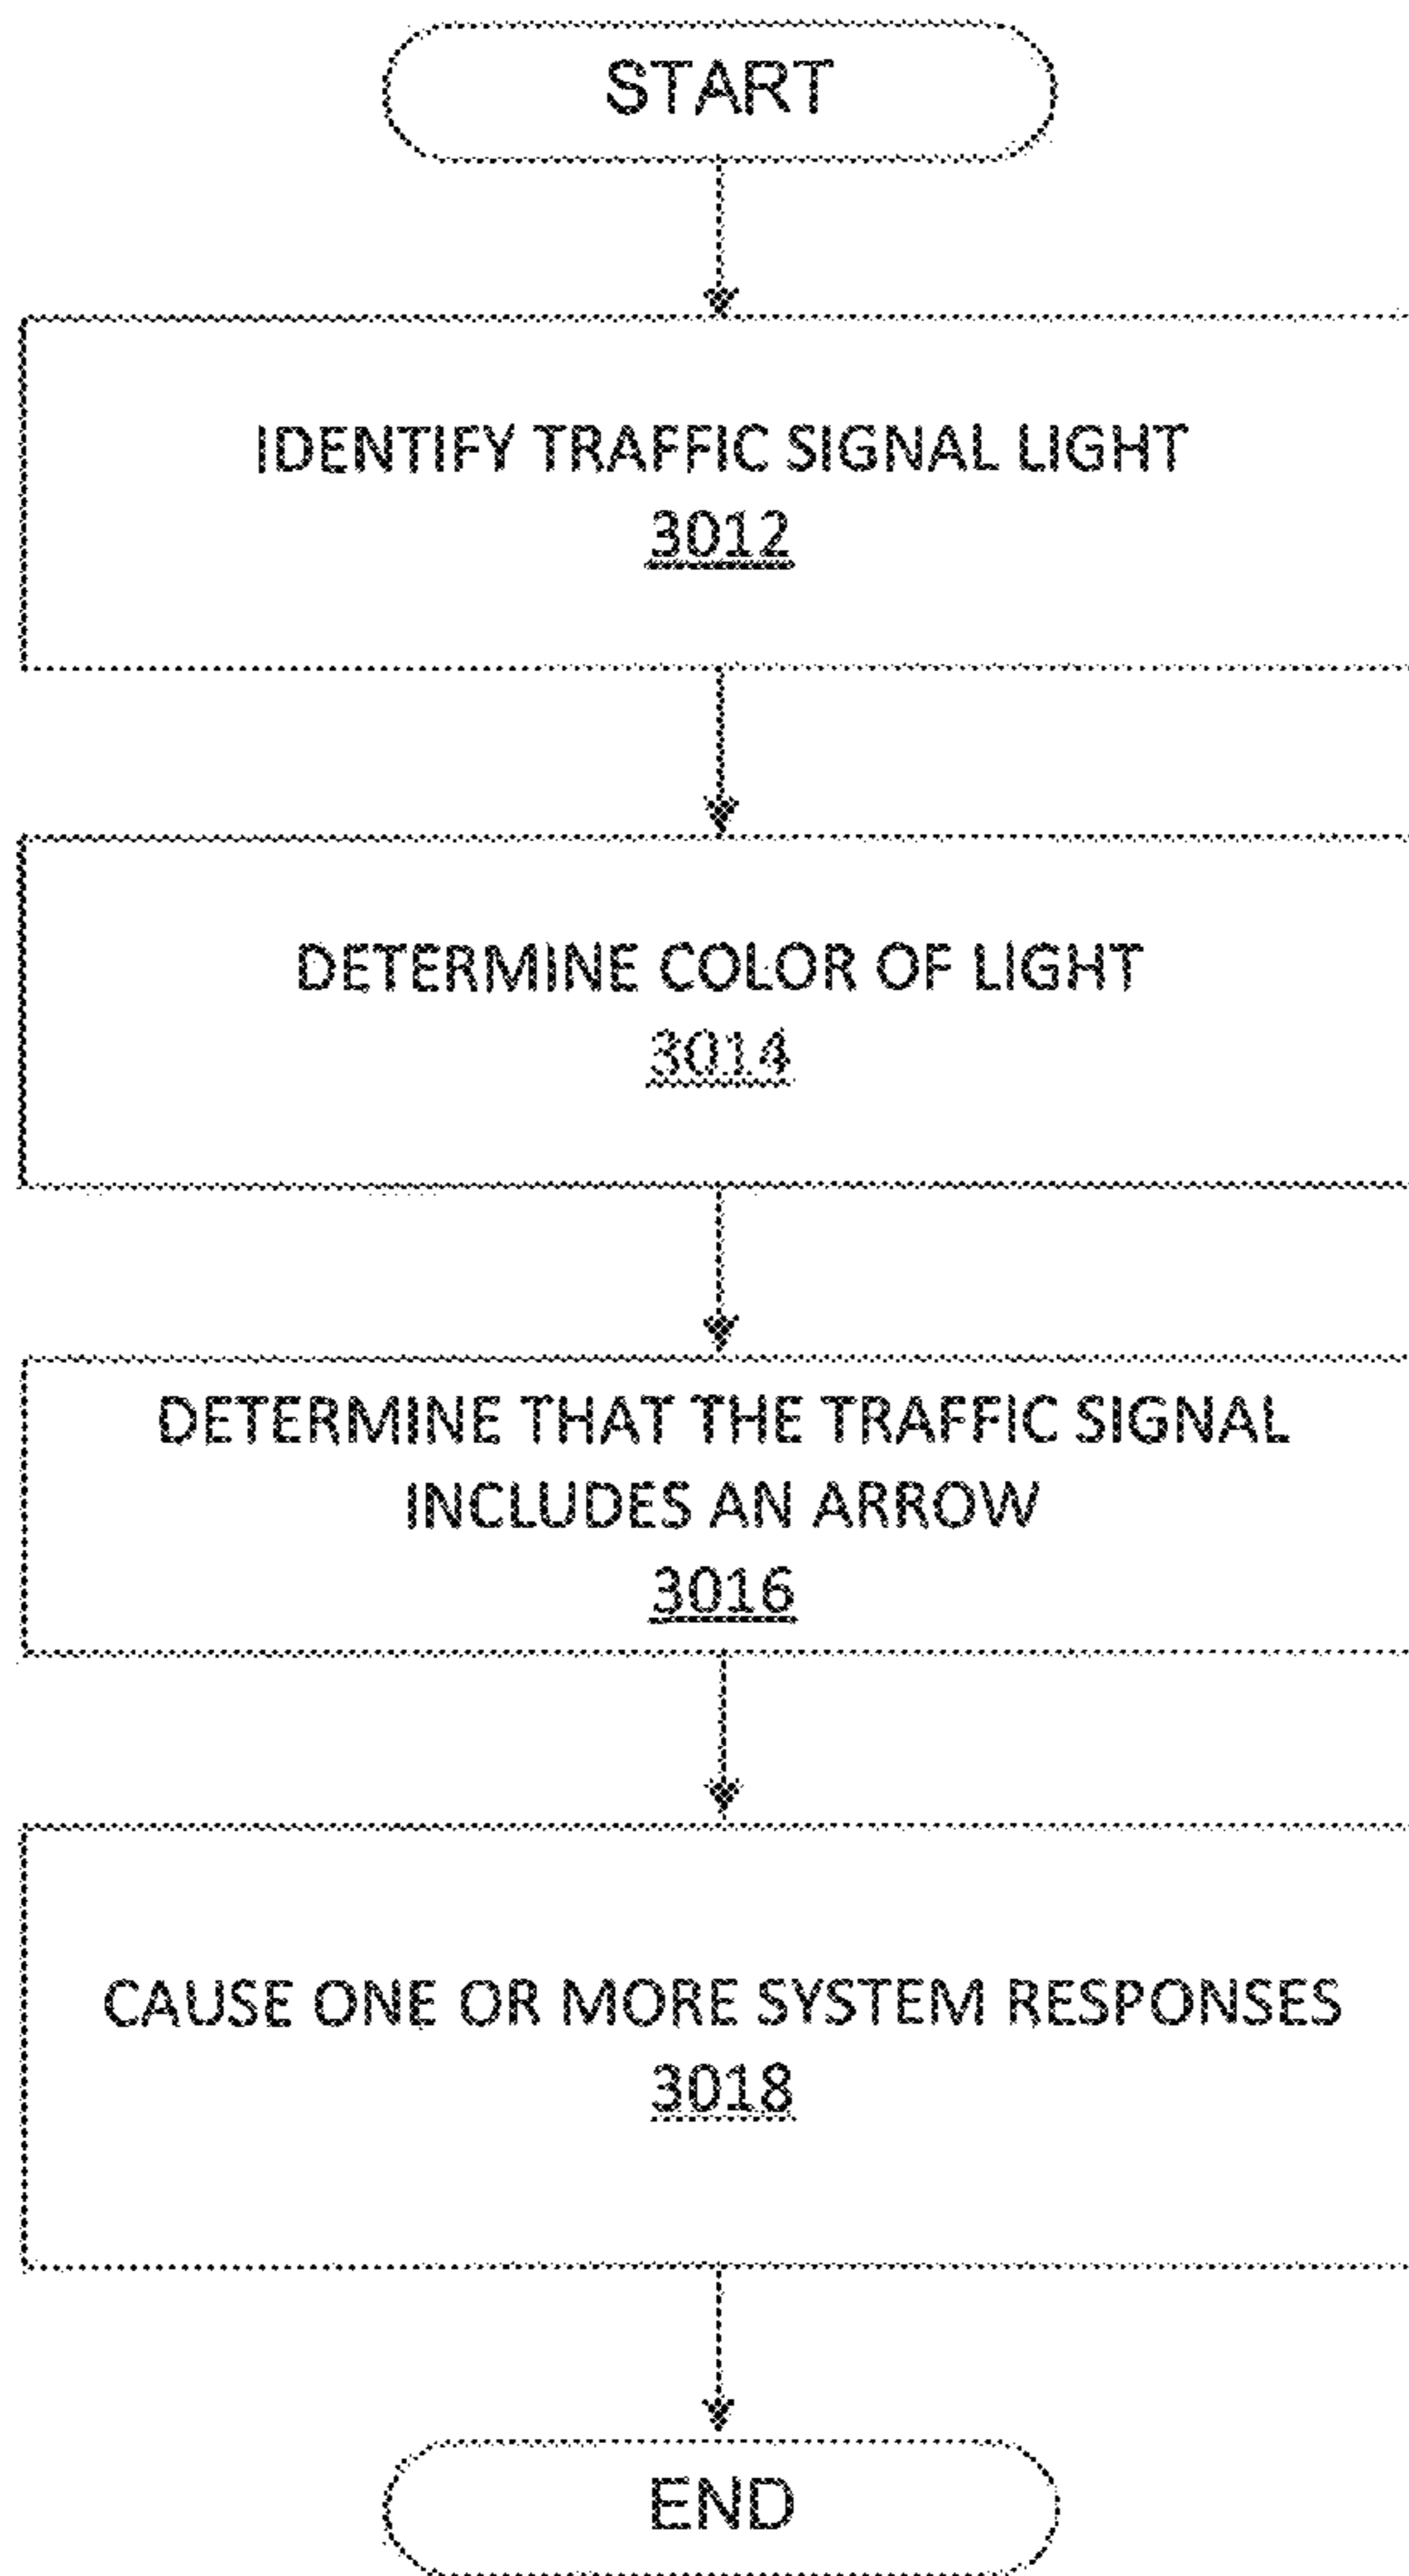 START
IDENTIFY TRAFFIC SIGNAL LIGHT
3012
DETERMINE COLOR OF LIGHT
3014
DETERMINE THAT THE TRAFFIC SIGNAL
INCLUDES AN ARROW
3016
CAUSE ONE OR MORE SYSTEM RESPONSES
3018
END